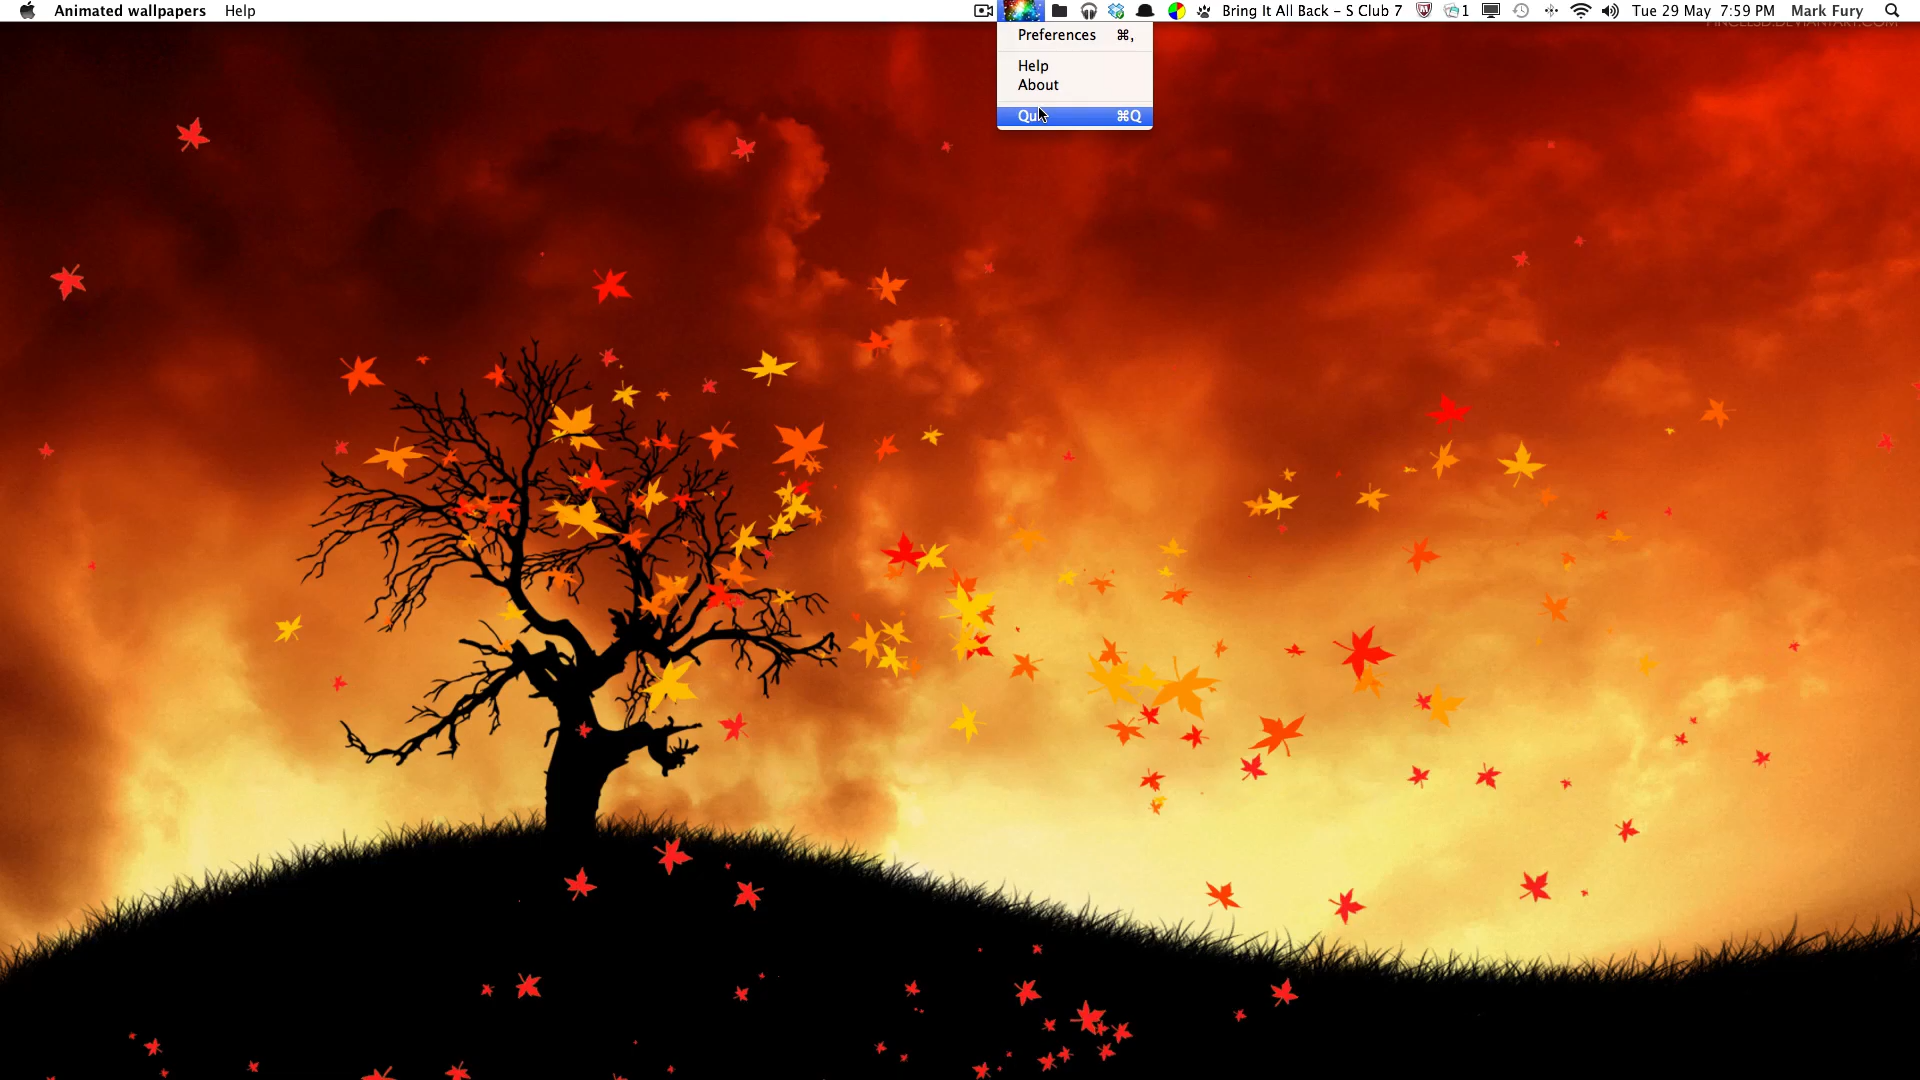 Animated wallpapers Help Bring It All Back - S Club 7 1 Tue 29 May 7:59 PM Mark Fury
Preferences ⌘,
Help
About
⌘Q